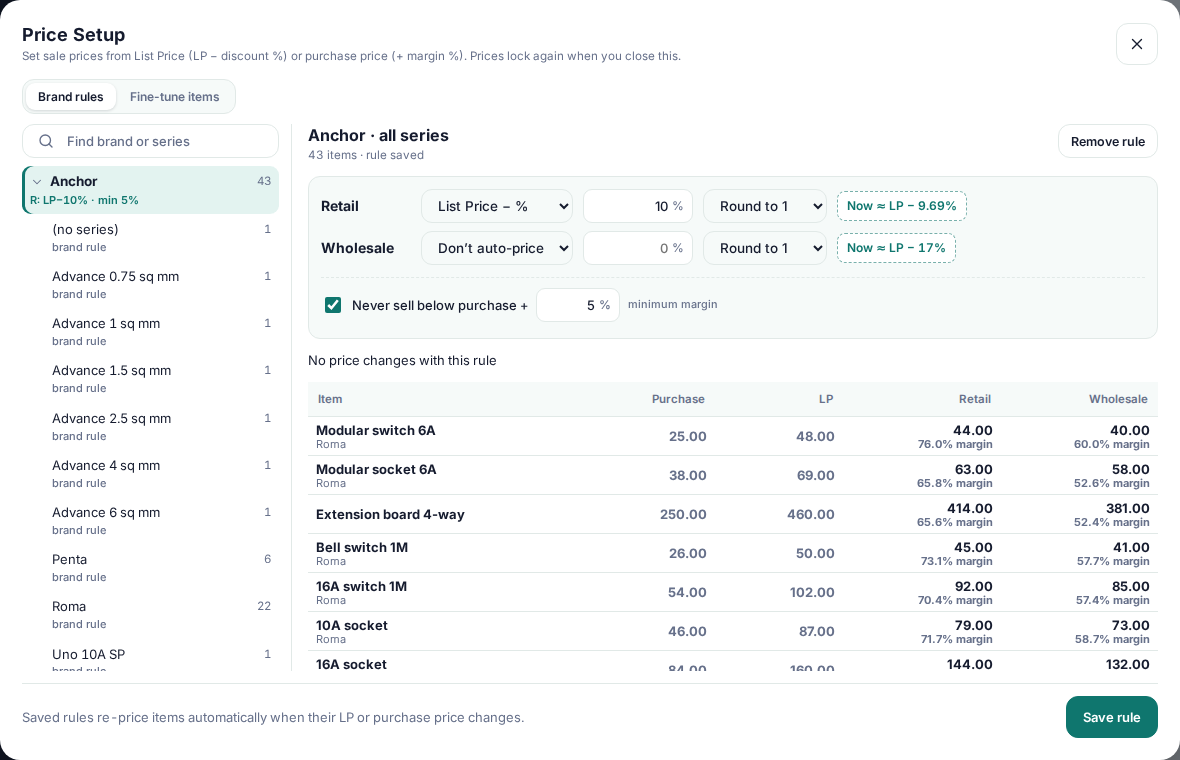 Price Setup
Set sale prices from List Price (LP − discount %) or purchase price (+ margin %). Prices lock again when you close this.
Brand rules
Fine-tune items
Find brand or series
Anchor 43
R: LP−10% · min 5%
(no series) 1
brand rule
Advance 0.75 sq mm 1
brand rule
Advance 1 sq mm 1
brand rule
Advance 1.5 sq mm 1
brand rule
Advance 2.5 sq mm 1
brand rule
Advance 4 sq mm 1
brand rule
Advance 6 sq mm 1
brand rule
Penta 6
brand rule
Roma 22
brand rule
Uno 10A SP 1
brand rule
Anchor · all series
43 items · rule saved
Remove rule
Retail List Price − % 10 % Round to 1 Now ≈ LP − 9.69%
Wholesale Don’t auto-price 0 % Round to 1 Now ≈ LP − 17%
Never sell below purchase + 5 % minimum margin
No price changes with this rule
Item Purchase LP Retail Wholesale
Modular switch 6A 25.00 48.00 44.00 40.00
Roma 76.0% margin 60.0% margin
Modular socket 6A 38.00 69.00 63.00 58.00
Roma 65.8% margin 52.6% margin
Extension board 4-way 250.00 460.00 414.00 381.00
65.6% margin 52.4% margin
Bell switch 1M 26.00 50.00 45.00 41.00
Roma 73.1% margin 57.7% margin
16A switch 1M 54.00 102.00 92.00 85.00
Roma 70.4% margin 57.4% margin
10A socket 46.00 87.00 79.00 73.00
Roma 71.7% margin 58.7% margin
16A socket 84.00 160.00 144.00 132.00
Saved rules re-price items automatically when their LP or purchase price changes.
Save rule